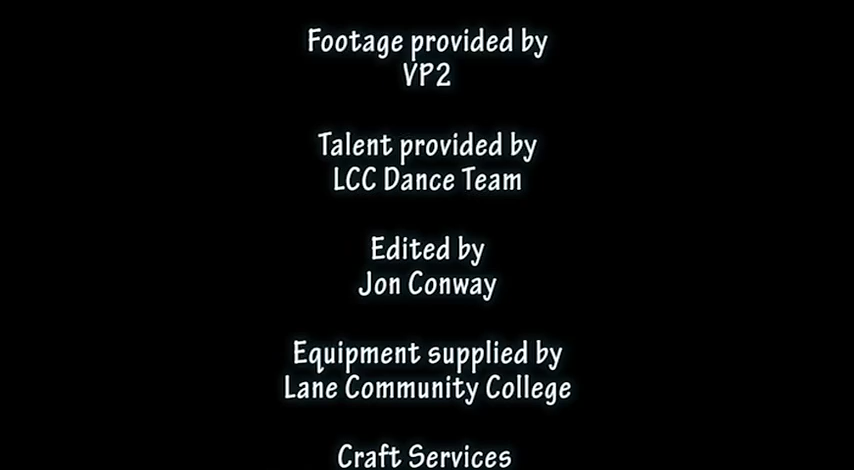 Footage provided by
VP2
Talent provided by
LCC Dance Team
Edited by
Jon Conway
Equipment supplied by
Lane Community College
Craft Services